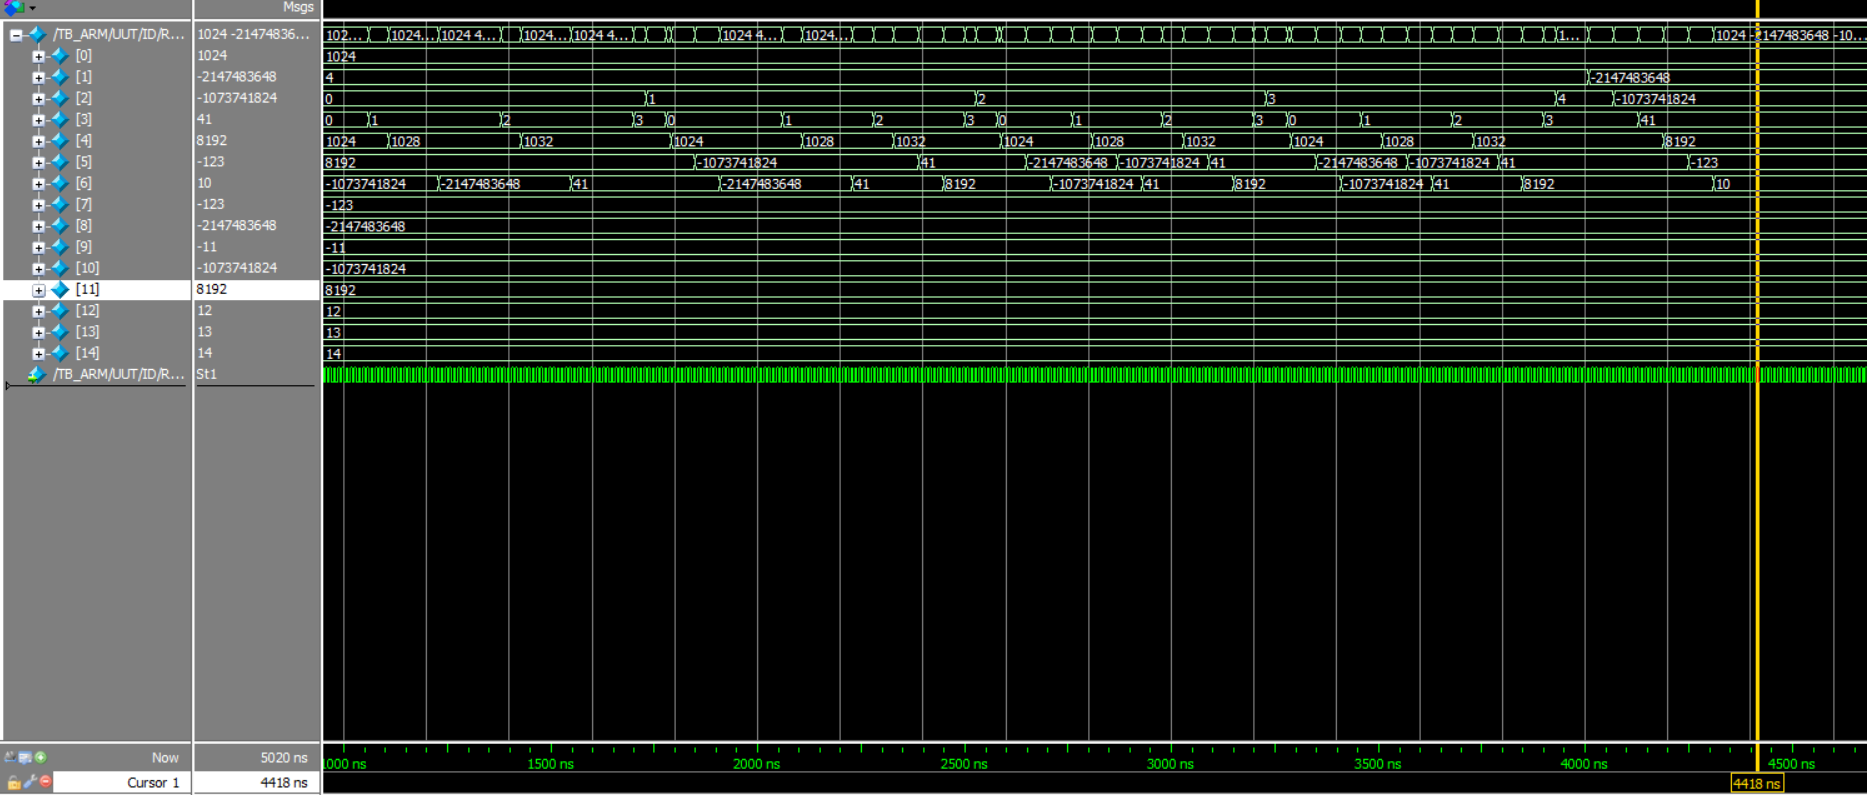 Msgs
/TB_ARM/UUT/ID/R... 1024 -21474836... 102... 1024... 1024 4... 1024... 1024 4... 1024 4... 1024... 1... 1024 -2147483648 -10...
[0] 1024 1024
[1] -2147483648 4 -2147483648
[2] -1073741824 0 1 2 3 4 -1073741824
[3] 41 0 1 2 3 0 1 2 3 0 1 2 3 0 1 2 3 41
[4] 8192 1024 1028 1032 1024 1028 1032 1024 1028 1032 1024 1028 1032 8192
[5] -123 8192 -1073741824 41 -2147483648 -1073741824 41 -2147483648 -1073741824 41 -123
[6] 10 -1073741824 -2147483648 41 -2147483648 41 8192 -1073741824 41 8192 -1073741824 41 8192 10
[7] -123 -123
[8] -2147483648 -2147483648
[9] -11 -11
[10] -1073741824 -1073741824
[11] 8192 8192
[12] 12 12
[13] 13 13
[14] 14 14
/TB_ARM/UUT/ID/R... St1
Now 5020 ns 1000 ns 1500 ns 2000 ns 2500 ns 3000 ns 3500 ns 4000 ns 4500 ns
Cursor 1 4418 ns 4418 ns